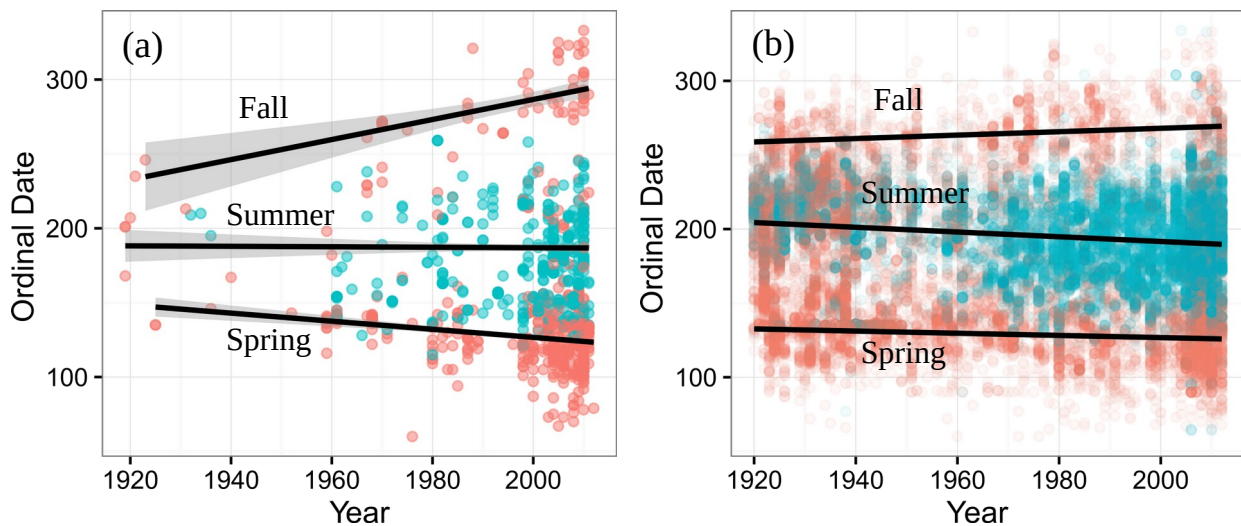 (a)
Fall
Summer
Spring
300
200
100
Ordinal Date
1920 1940 1960 1980 2000
Year
(b)
Fall
Summer
Spring
300
200
100
Ordinal Date
1920 1940 1960 1980 2000
Year